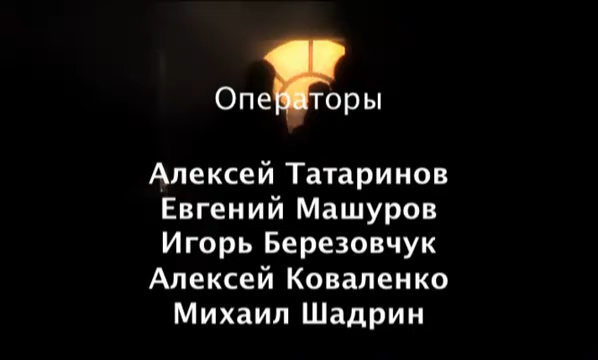 Операторы
Алексей Татаринов
Евгений Машуров
Игорь Березовчук
Алексей Коваленко
Михаил Шадрин